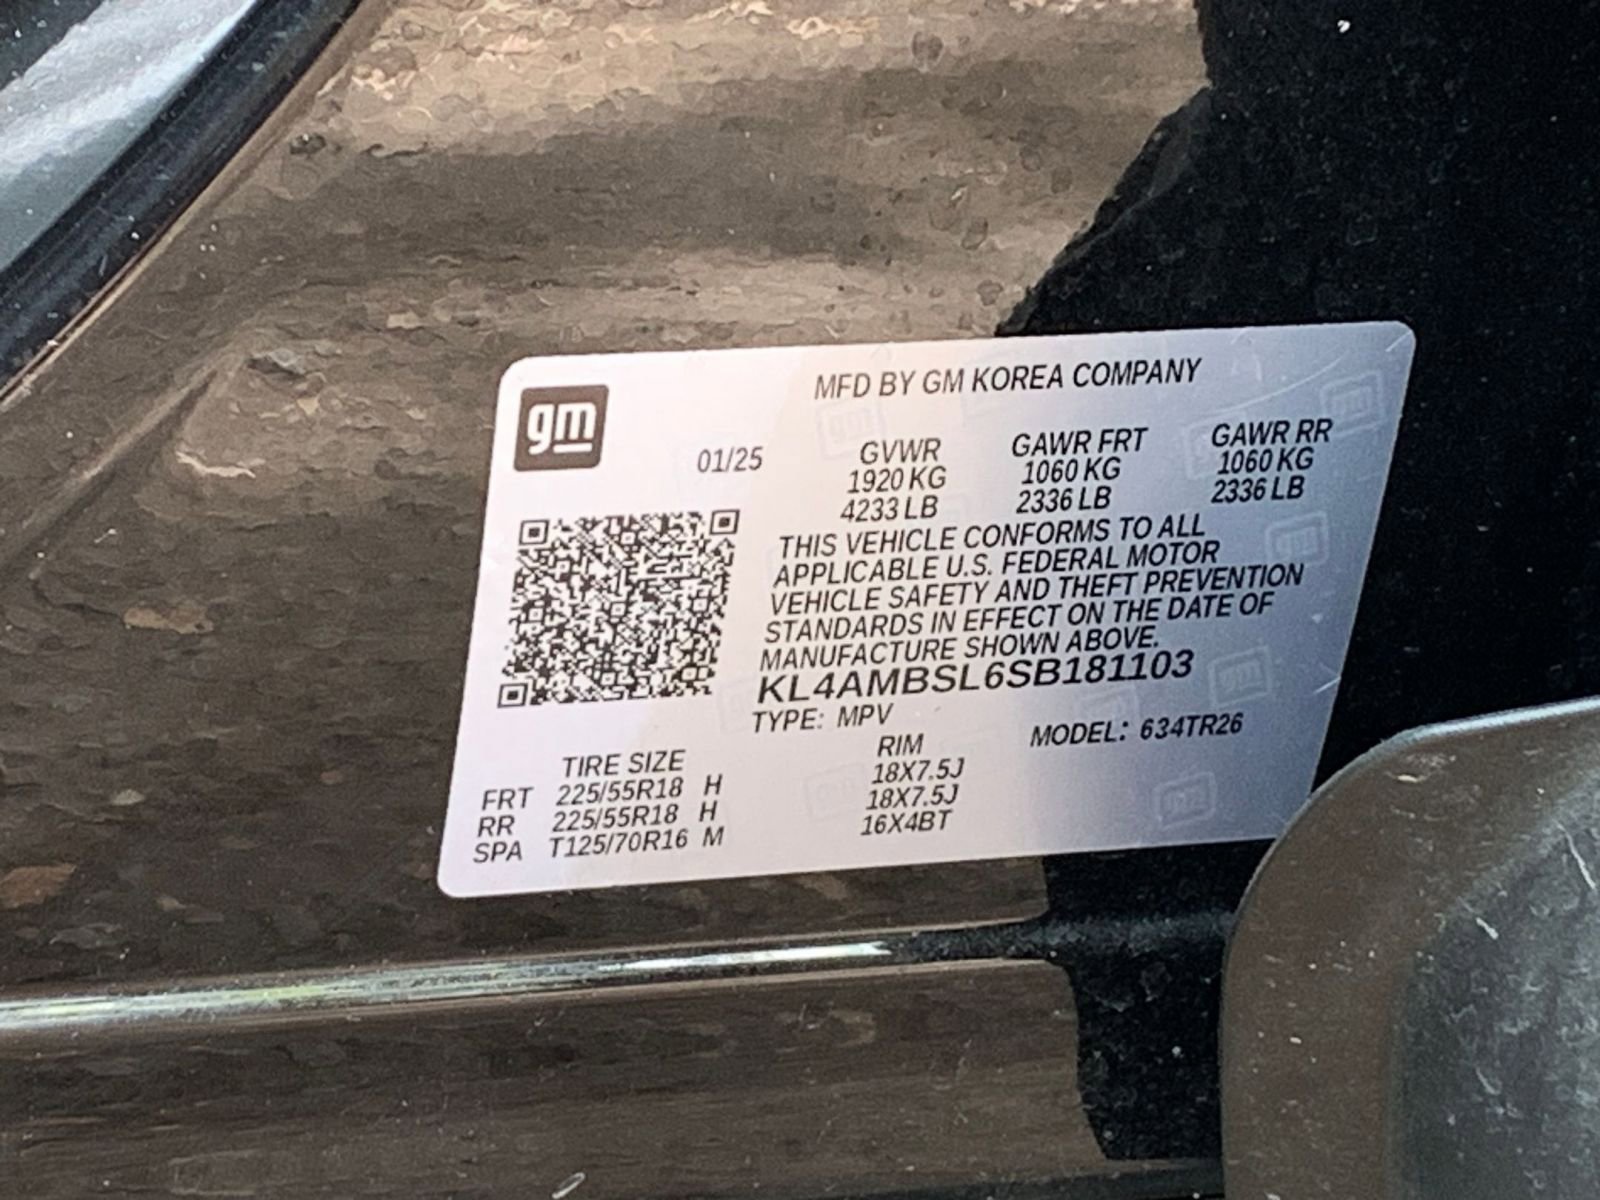 gm
MFD BY GM KOREA COMPANY
01/25
GVWR GAWR FRT GAWR RR
1920 KG 1060 KG 1060 KG
4233 LB 2336 LB 2336 LB
THIS VEHICLE CONFORMS TO ALL
APPLICABLE U.S. FEDERAL MOTOR
VEHICLE SAFETY AND THEFT PREVENTION
STANDARDS IN EFFECT ON THE DATE OF
MANUFACTURE SHOWN ABOVE.
KL4AMBSL6SB181103
TYPE: MPV MODEL: 634TR26
TIRE SIZE RIM
FRT 225/55R18 H 18X7.5J
RR 225/55R18 H 18X7.5J
SPA T125/70R16 M 16X4BT